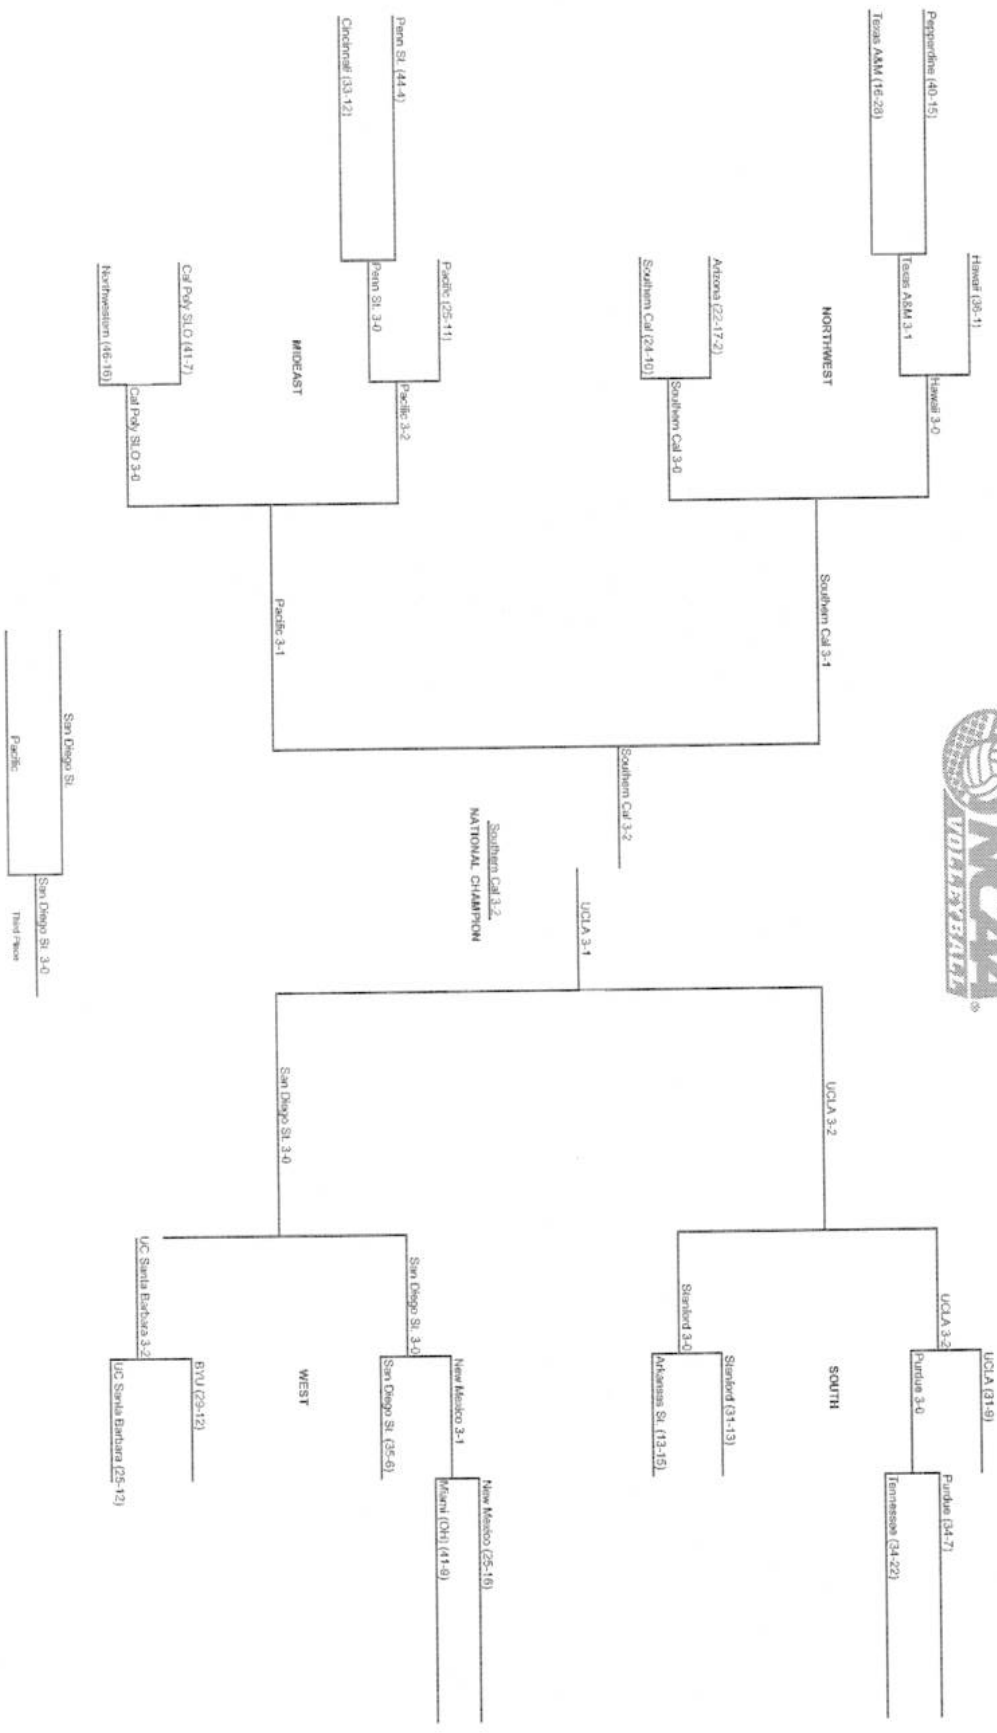 NCAA
VOLLEYBALL
®
Pepperdine (40-15)
Texas A&M (16-28)
Hawaii (36-1)
Texas A&M 3-1
Hawaii 3-0
NORTHWEST
Arizona (22-17-2)
Southern Cal (24-10)
Southern Cal 3-0
Southern Cal 3-1
Penn St. (44-4)
Cincinnati (33-12)
Pacific (25-11)
Penn St. 3-0
Pacific 3-2
MIDEAST
Cal Poly SLO (41-7)
Northwestern (46-16)
Cal Poly SLO 3-0
Pacific 3-1
Southern Cal 3-2
Southern Cal 3-2
NATIONAL CHAMPION
UCLA 3-1
UCLA 3-2
UCLA 3-2
UCLA (31-9)
Purdue 3-0
Purdue (34-7)
Tennessee (34-22)
SOUTH
Stanford 3-0
Stanford (31-13)
Arkansas St. (13-15)
San Diego St. 3-0
San Diego St. 3-0
New Mexico 3-1
San Diego St. (35-6)
New Mexico (25-16)
Miami (OH) (41-9)
WEST
UC Santa Barbara 3-2
BYU (29-12)
UC Santa Barbara (25-12)
San Diego St.
Pacific
San Diego St. 3-0
Third Place